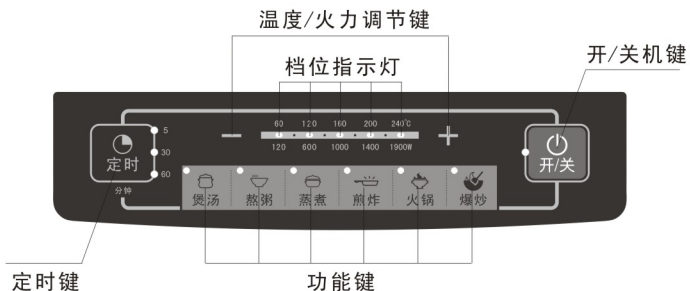 温度/火力调节键
开/关机键
档位指示灯
60 120 160 200 240℃
− +
120 600 1000 1400 1900W
定时
5
30
60
分钟
开/关
煲汤 熬粥 蒸煮 煎炸 火锅 爆炒
定时键 功能键